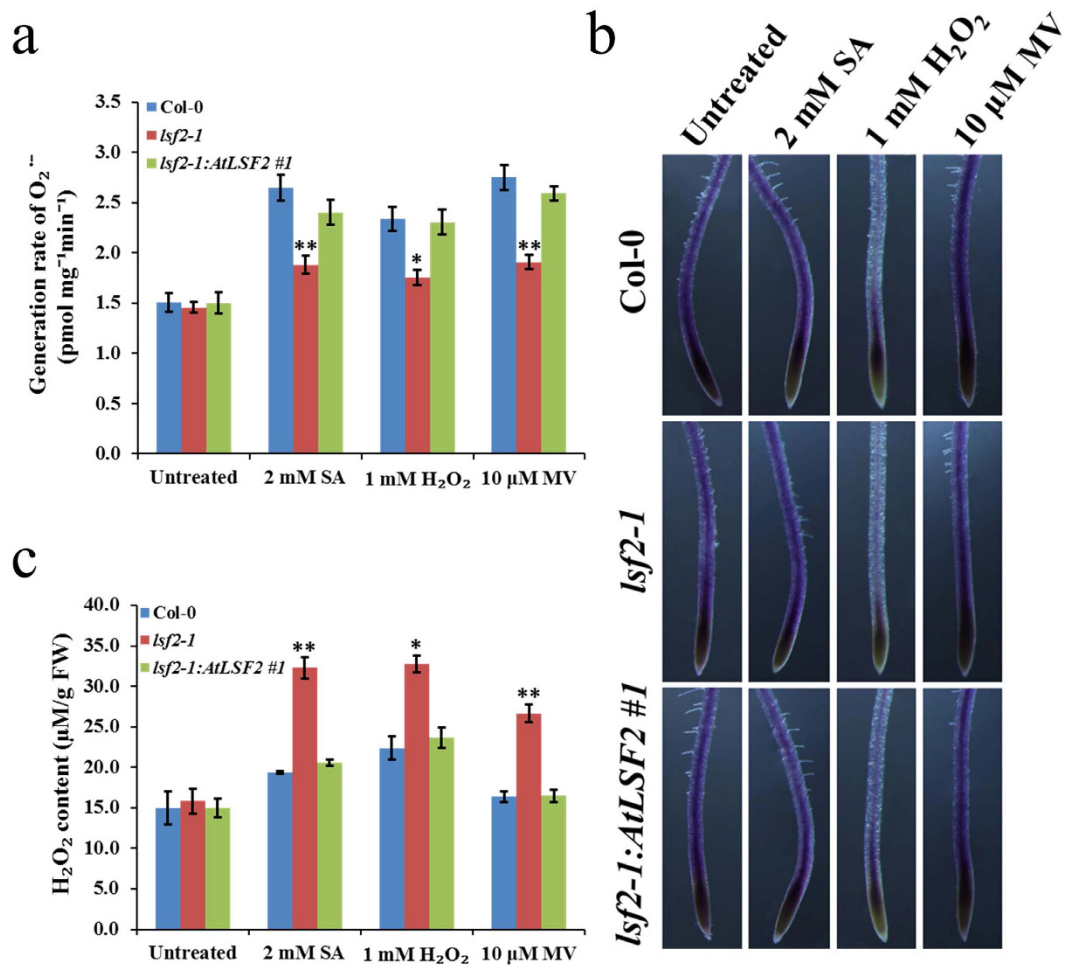 a
Col-0
lsf2-1
lsf2-1:AtLSF2 #1
Generation rate of O₂˙⁻
(pmol mg⁻¹min⁻¹)
3.5
3.0
2.5
2.0
1.5
1.0
0.5
0.0
**
*
**
Untreated
2 mM SA
1 mM H₂O₂
10 µM MV
b
Untreated
2 mM SA
1 mM H₂O₂
10 µM MV
Col-0
lsf2-1
lsf2-1:AtLSF2 #1
c
Col-0
lsf2-1
lsf2-1:AtLSF2 #1
H₂O₂ content (µM/g FW)
40.0
35.0
30.0
25.0
20.0
15.0
10.0
5.0
0.0
**
*
**
Untreated
2 mM SA
1 mM H₂O₂
10 µM MV